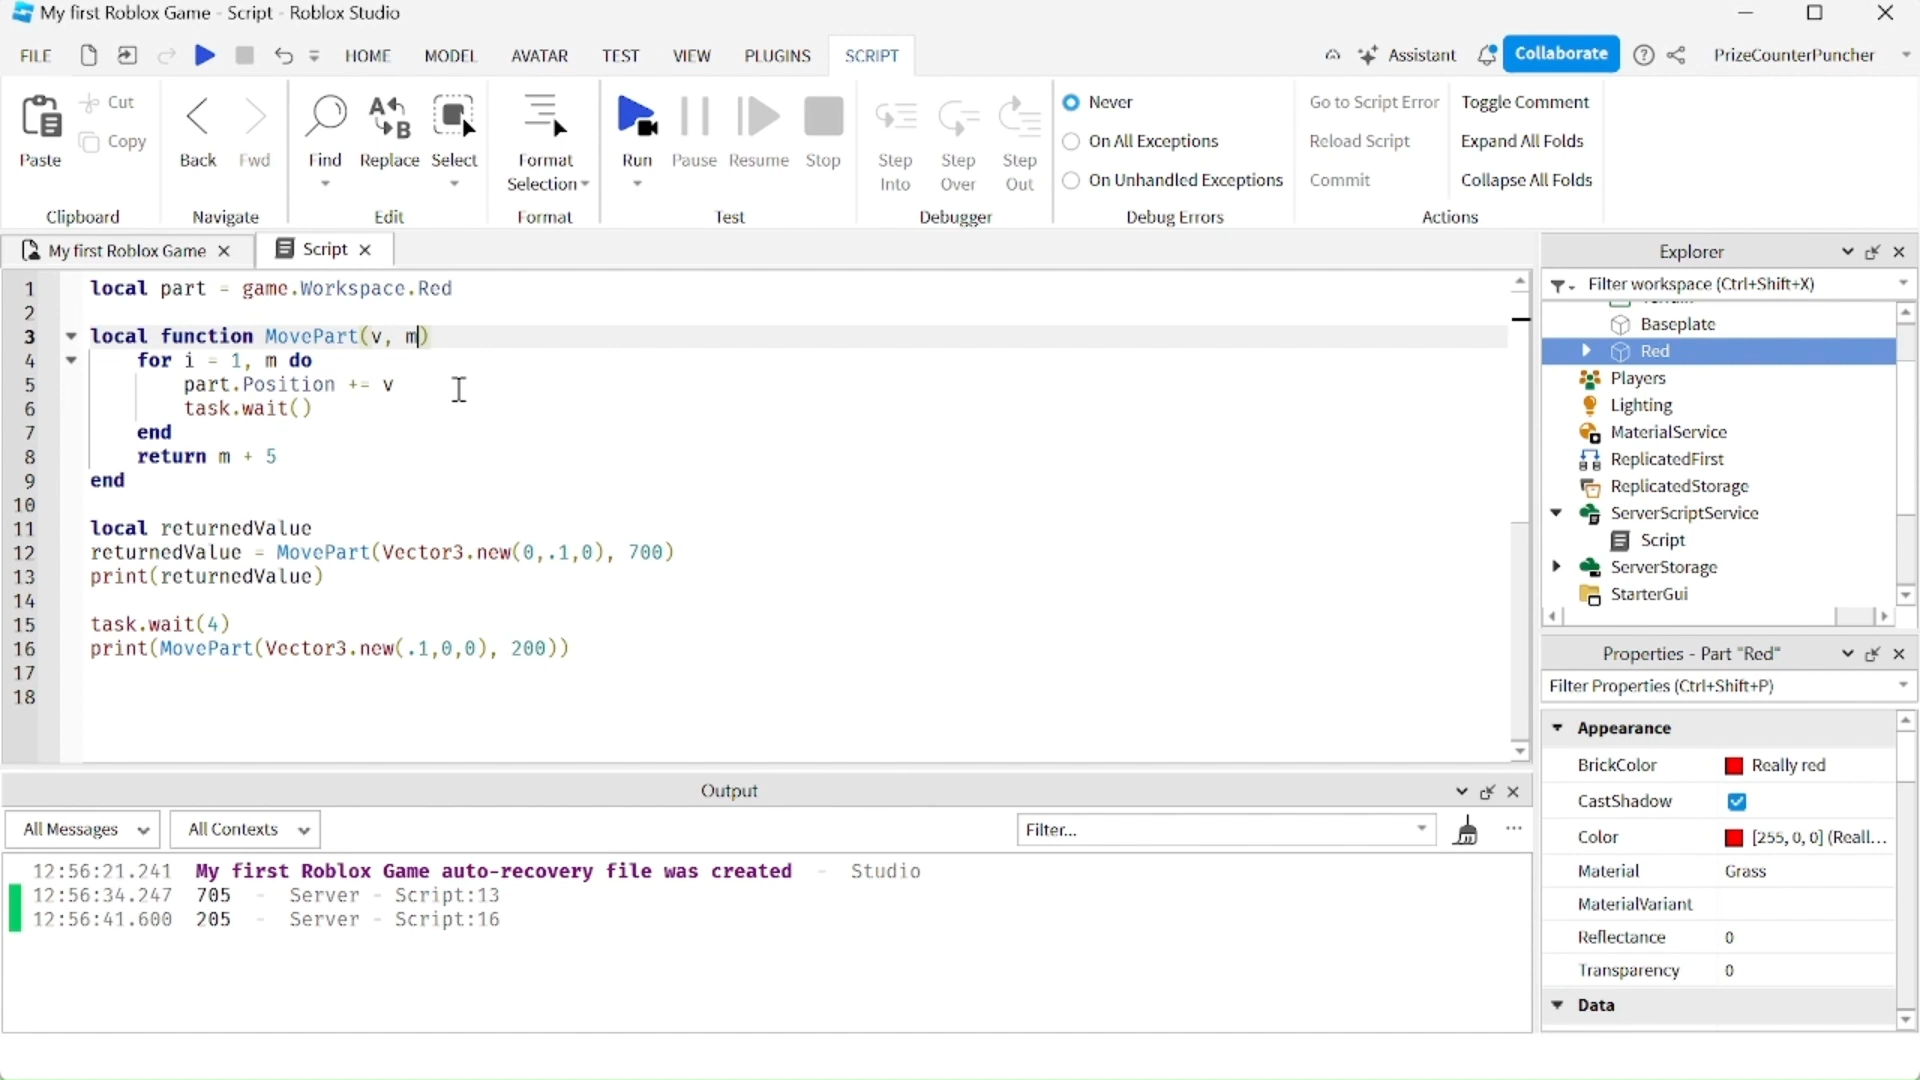 My first Roblox Game - Script - Roblox Studio
FILE HOME MODEL AVATAR TEST VIEW PLUGINS SCRIPT Assistant Collaborate PrizeCounterPuncher
Paste Cut Copy
Clipboard
Back Fwd
Navigate
Find Replace Select
Edit
Format Selection
Format
Run Pause Resume Stop
Test
Step Into Step Over Step Out
Debugger
Never
On All Exceptions
On Unhandled Exceptions
Debug Errors
Go to Script Error Toggle Comment
Reload Script Expand All Folds
Commit Collapse All Folds
Actions
My first Roblox Game Script
1 local part = game.Workspace.Red
2
3 local function MovePart(v, m)
4 for i = 1, m do
5 part.Position += v
6 task.wait()
7 end
8 return m + 5
9 end
10
11 local returnedValue
12 returnedValue = MovePart(Vector3.new(0,.1,0), 700)
13 print(returnedValue)
14
15 task.wait(4)
16 print(MovePart(Vector3.new(.1,0,0), 200))
17
18
Output
All Messages All Contexts Filter...
12:56:21.241 My first Roblox Game auto-recovery file was created - Studio
12:56:34.247 705 - Server - Script:13
12:56:41.600 205 - Server - Script:16
Explorer
Filter workspace (Ctrl+Shift+X)
Baseplate
Red
Players
Lighting
MaterialService
ReplicatedFirst
ReplicatedStorage
ServerScriptService
Script
ServerStorage
StarterGui
Properties - Part "Red"
Filter Properties (Ctrl+Shift+P)
Appearance
BrickColor Really red
CastShadow
Color [255, 0, 0] (Reall...
Material Grass
MaterialVariant
Reflectance 0
Transparency 0
Data